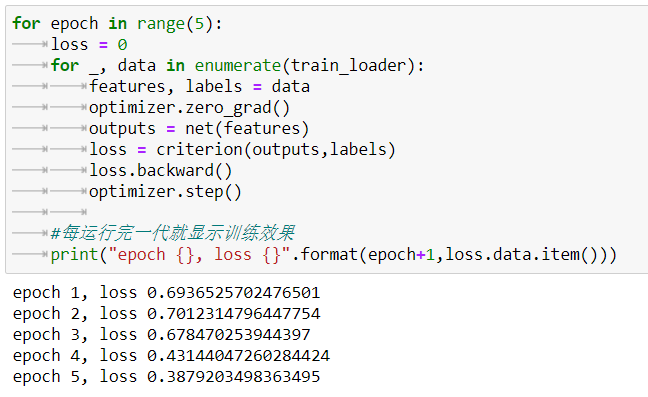 for epoch in range(5):
    loss = 0
    for _, data in enumerate(train_loader):
        features, labels = data
        optimizer.zero_grad()
        outputs = net(features)
        loss = criterion(outputs,labels)
        loss.backward()
        optimizer.step()
        
    #每运行完一代就显示训练效果
    print("epoch {}, loss {}".format(epoch+1,loss.data.item()))
epoch 1, loss 0.6936525702476501
epoch 2, loss 0.7012314796447754
epoch 3, loss 0.678470253944397
epoch 4, loss 0.43144047260284424
epoch 5, loss 0.3879203498363495